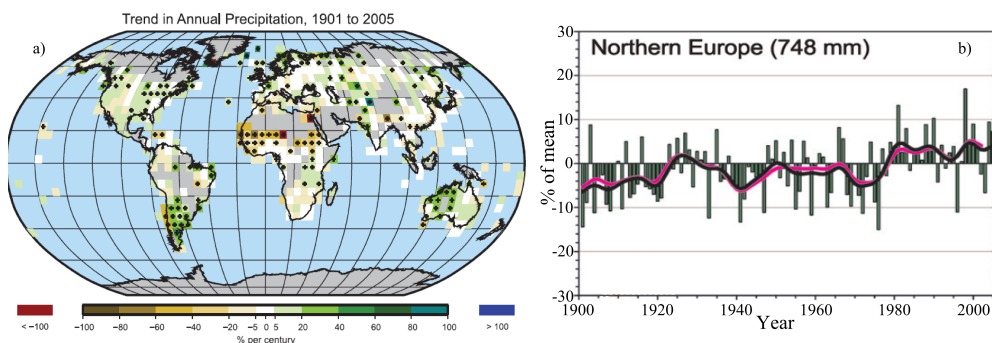 Trend in Annual Precipitation, 1901 to 2005
a)
< −100
−100 −80 −60 −40 −20 −5 0 5 20 40 60 80 100
> 100
% per century
Northern Europe (748 mm)
b)
% of mean
30
20
10
0
-10
-20
-30
1900 1920 1940 1960 1980 2000
Year